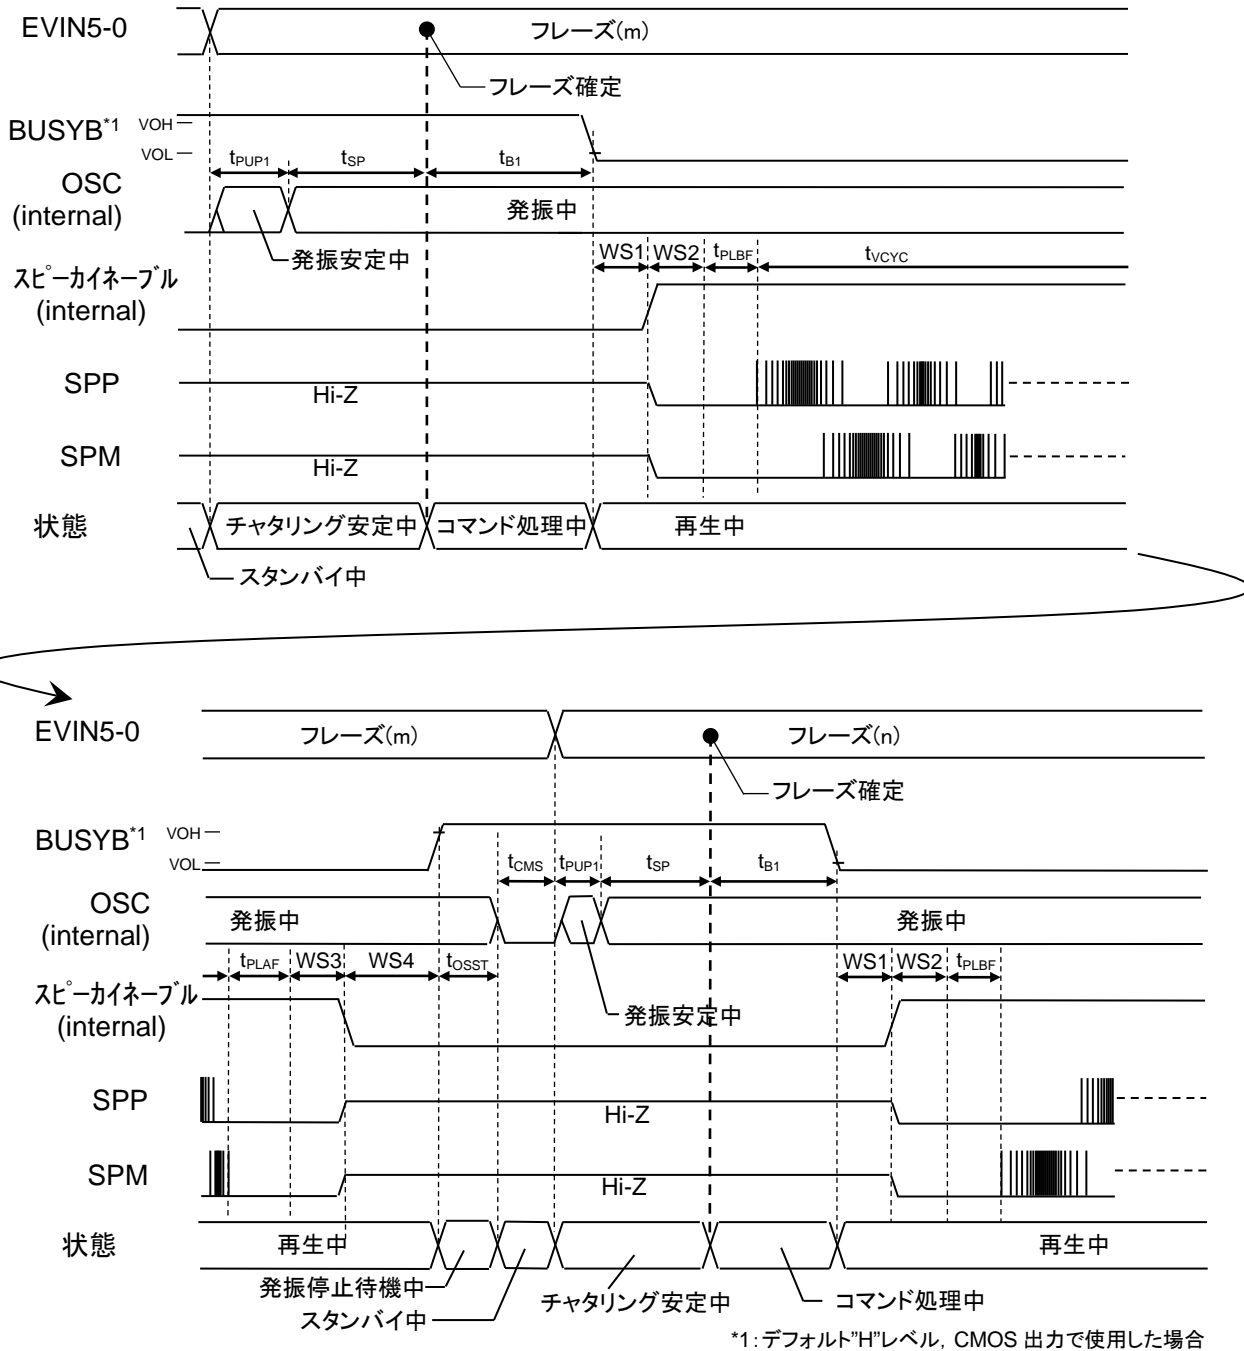 EVIN5-0
フレーズ(m)
フレーズ確定
BUSYB*1
VOH
VOL
tPUP1
tSP
tB1
OSC
(internal)
発振中
発振安定中
WS1
WS2
tPLBF
tVCYC
スピーカイネーブル
(internal)
SPP
Hi-Z
SPM
Hi-Z
状態
チャタリング安定中
コマンド処理中
再生中
スタンバイ中
EVIN5-0
フレーズ(m)
フレーズ(n)
フレーズ確定
BUSYB*1
VOH
VOL
tCMS
tPUP1
tSP
tB1
OSC
(internal)
発振中
発振中
tPLAF
WS3
WS4
tOSST
WS1
WS2
tPLBF
スピーカイネーブル
(internal)
発振安定中
SPP
Hi-Z
SPM
Hi-Z
状態
再生中
再生中
発振停止待機中
スタンバイ中
チャタリング安定中
コマンド処理中
*1:デフォルト"H"レベル, CMOS 出力で使用した場合